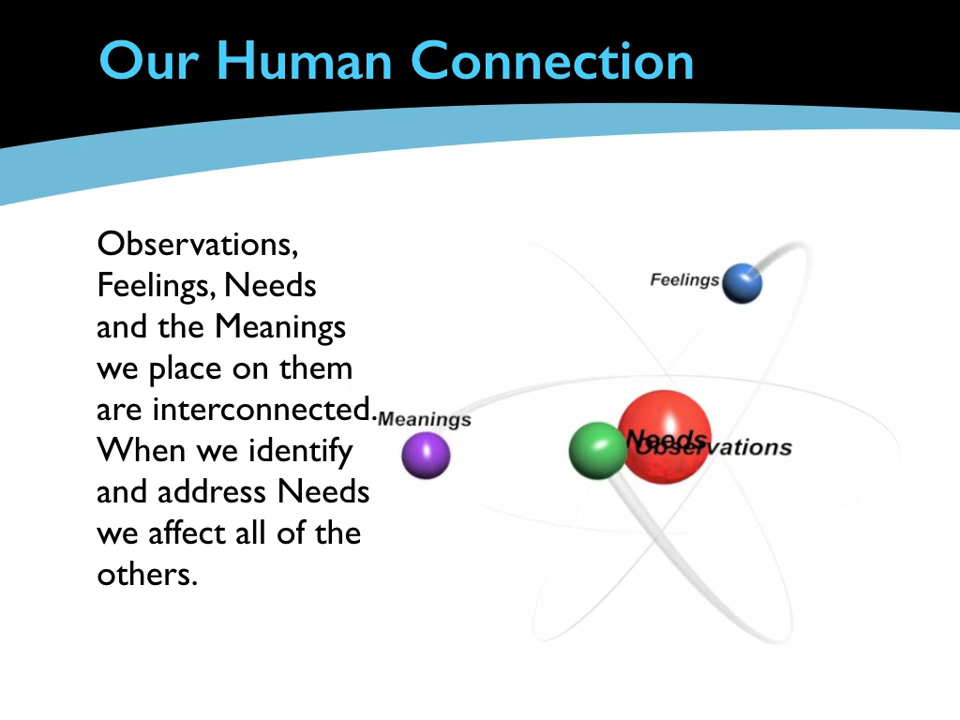 Our Human Connection
Observations,
Feelings, Needs
and the Meanings
we place on them
are interconnected.
When we identify
and address Needs
we affect all of the
others.
Feelings
Meanings
Needs
Observations